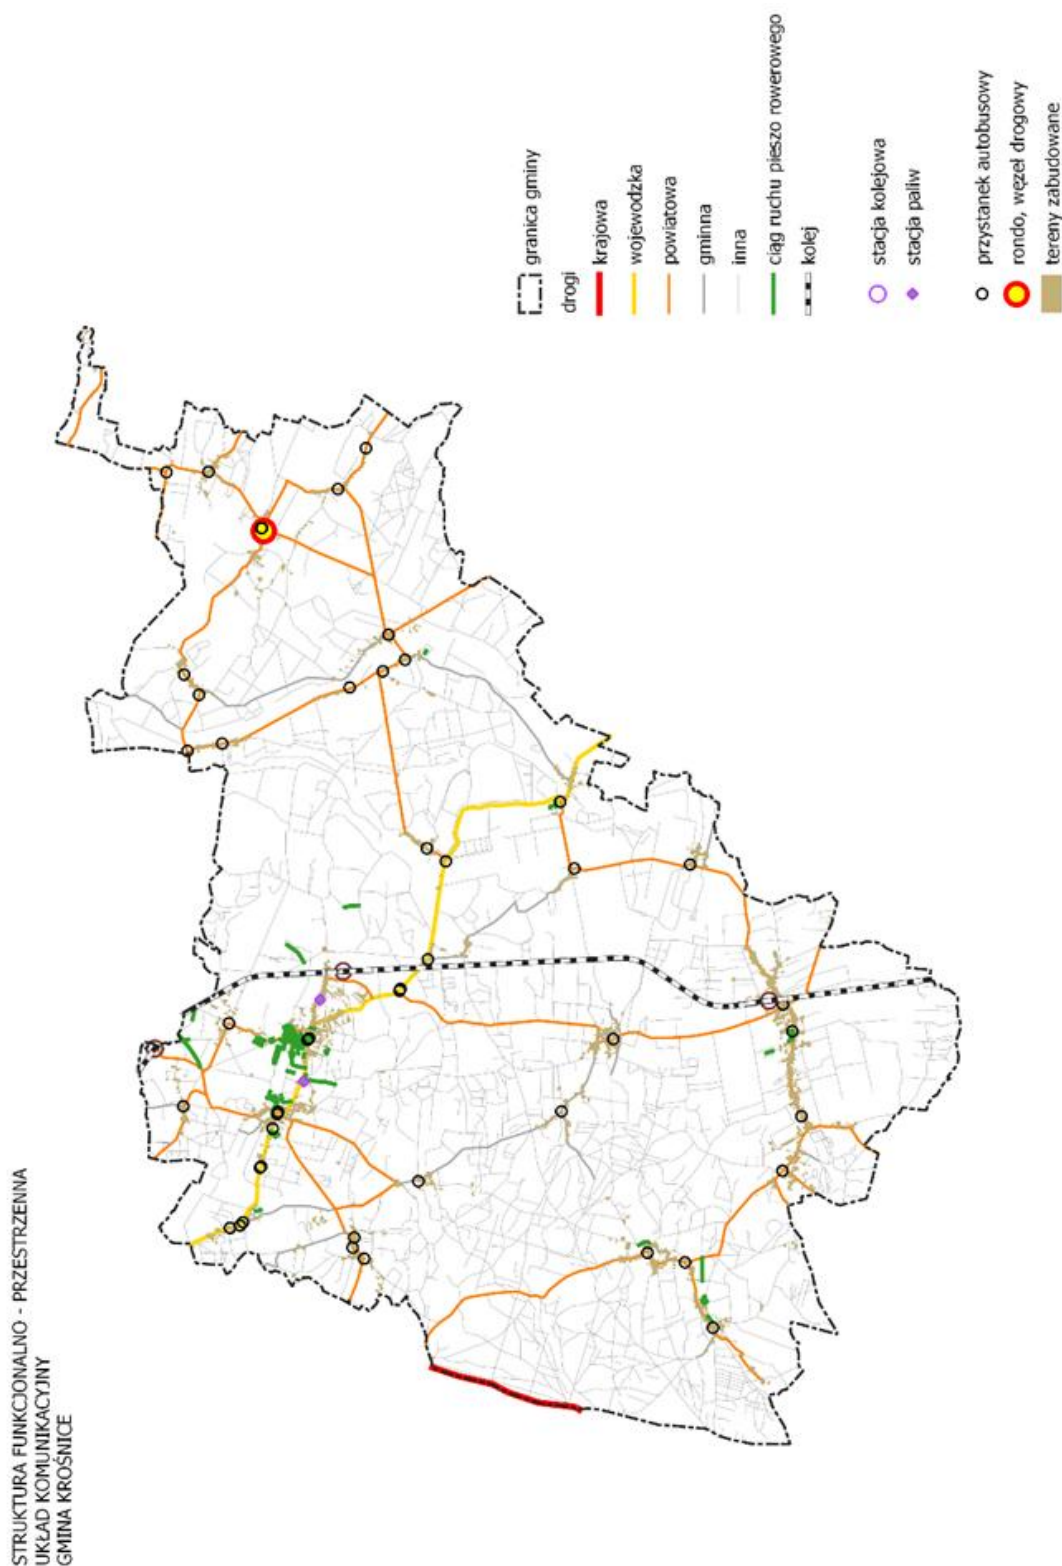 STRUKTURA FUNKCJONALNO - PRZESTRZENNA
UKŁAD KOMUNIKACYJNY
GMINA KROŚNICE
granica gminy
drogi
krajowa
wojewodzka
powiatowa
gminna
inna
ciąg ruchu pieszo rowerowego
kolej
stacja kolejowa
stacja paliw
przystanek autobusowy
rondo, węzeł drogowy
tereny zabudowane